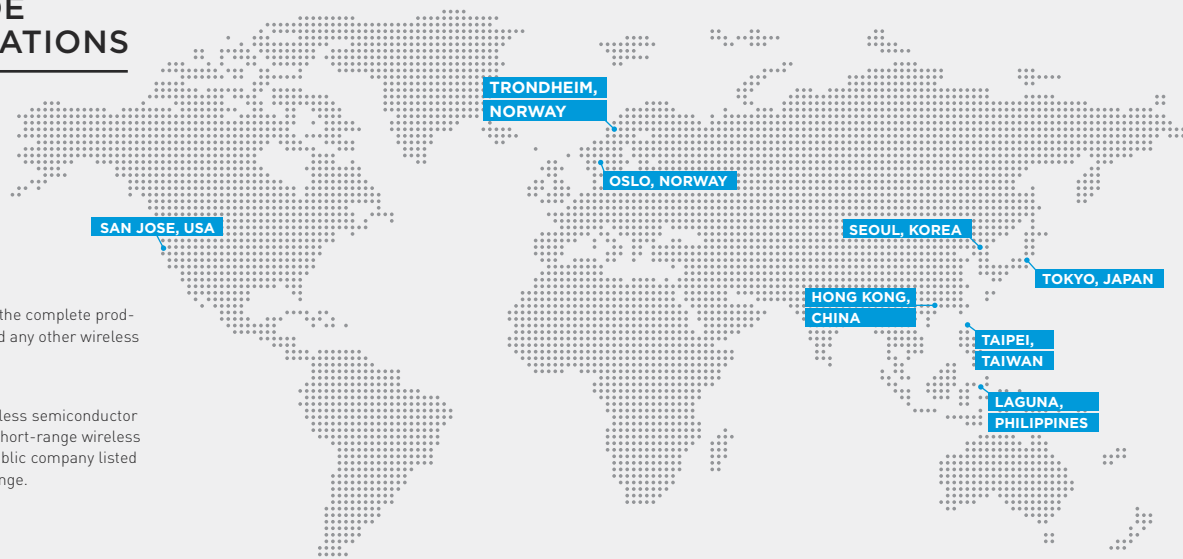 DE
ATIONS
TRONDHEIM,
NORWAY
OSLO, NORWAY
SAN JOSE, USA
SEOUL, KOREA
TOKYO, JAPAN
HONG KONG,
CHINA
TAIPEI,
TAIWAN
LAGUNA,
PHILIPPINES
the complete prod-
d any other wireless
less semiconductor
hort-range wireless
blic company listed
nge.